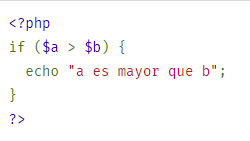 <?php
if ($a > $b) {
  echo "a es mayor que b";
}
?>